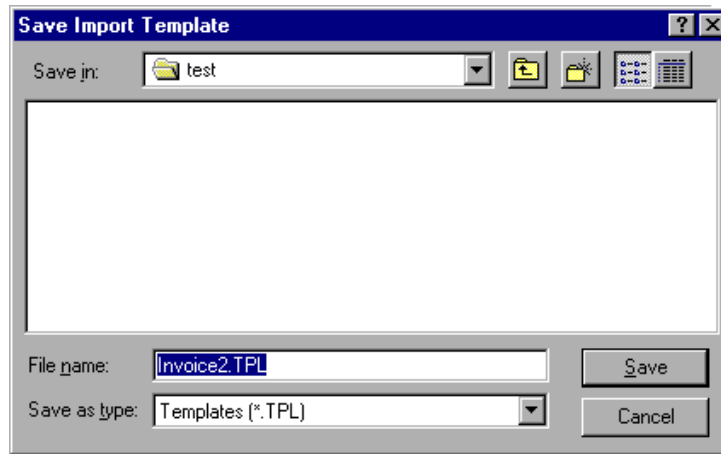 Save Import Template
Save in: test
File name: Invoice2.TPL Save
Save as type: Templates (*.TPL) Cancel